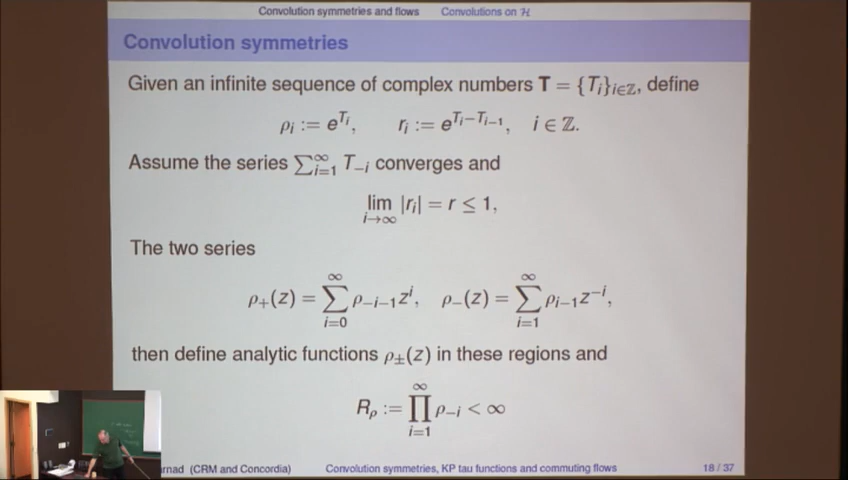 Convolution symmetries and flows Convolutions on ℋ
Convolution symmetries
Given an infinite sequence of complex numbers T = {T_i}_{i∈ℤ}, define
ρ_i := e^{T_i}, r_i := e^{T_i−T_{i−1}}, i ∈ ℤ.
Assume the series ∑_{i=1}^∞ T_{−i} converges and
lim_{i→∞} |r_i| = r ≤ 1,
The two series
ρ_+(z) = ∑_{i=0}^∞ ρ_{−i−1}z^i, ρ_−(z) = ∑_{i=1}^∞ ρ_{i−1}z^{−i},
then define analytic functions ρ_±(z) in these regions and
R_ρ := ∏_{i=1}^∞ ρ_{−i} < ∞
rnad (CRM and Concordia) Convolution symmetries, KP tau functions and commuting flows 18 / 37